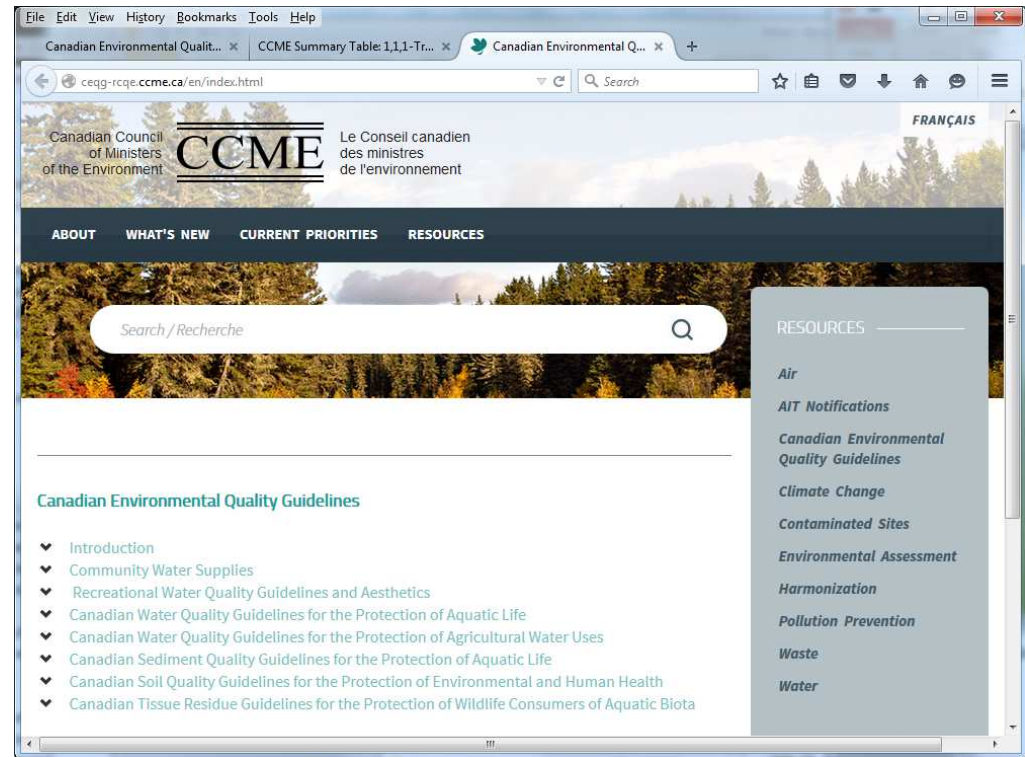 File Edit View History Bookmarks Tools Help
Canadian Environmental Qualit... × CCME Summary Table: 1,1,1-Tr... × Canadian Environmental Q... × +
ceqg-rcqe.ccme.ca/en/index.html Search
FRANÇAIS
Canadian Council
of Ministers
of the Environment
CCME
Le Conseil canadien
des ministres
de l'environnement
ABOUT WHAT'S NEW CURRENT PRIORITIES RESOURCES
Search / Recherche
Canadian Environmental Quality Guidelines
Introduction
Community Water Supplies
Recreational Water Quality Guidelines and Aesthetics
Canadian Water Quality Guidelines for the Protection of Aquatic Life
Canadian Water Quality Guidelines for the Protection of Agricultural Water Uses
Canadian Sediment Quality Guidelines for the Protection of Aquatic Life
Canadian Soil Quality Guidelines for the Protection of Environmental and Human Health
Canadian Tissue Residue Guidelines for the Protection of Wildlife Consumers of Aquatic Biota
RESOURCES
Air
AIT Notifications
Canadian Environmental
Quality Guidelines
Climate Change
Contaminated Sites
Environmental Assessment
Harmonization
Pollution Prevention
Waste
Water